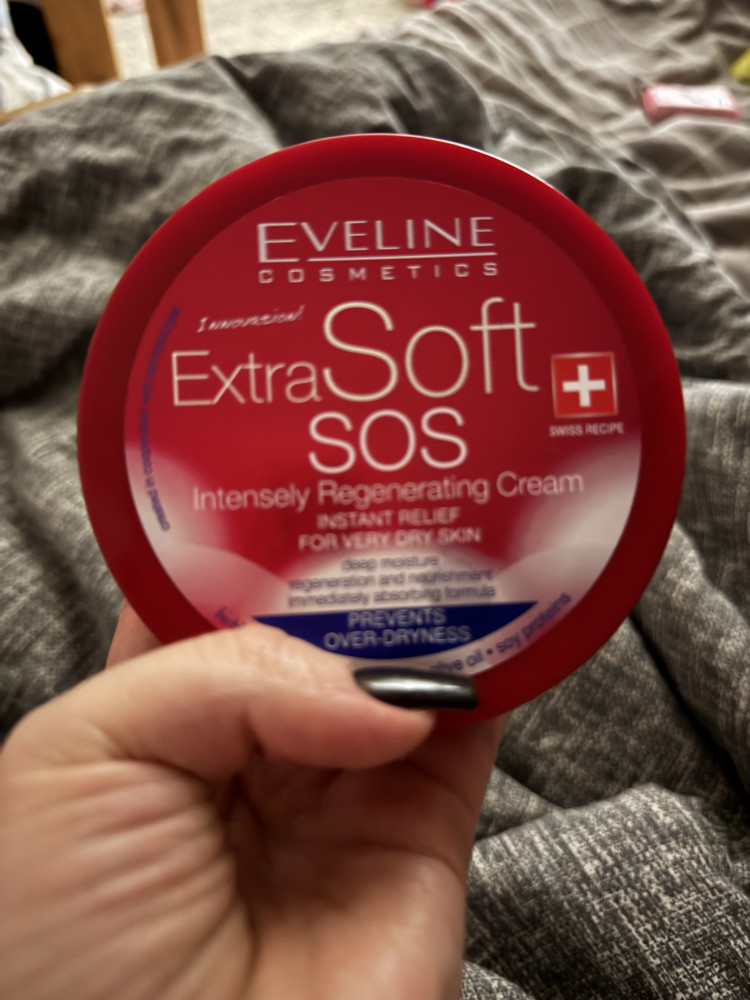 EVELINE
COSMETICS
Innovation!
ExtraSoft
SOS
SWISS RECIPE
Intensely Regenerating Cream
INSTANT RELIEF
FOR VERY DRY SKIN
deep moisture
regeneration and nourishment
immediately absorbing formula
PREVENTS
OVER-DRYNESS
olive oil • soy proteins